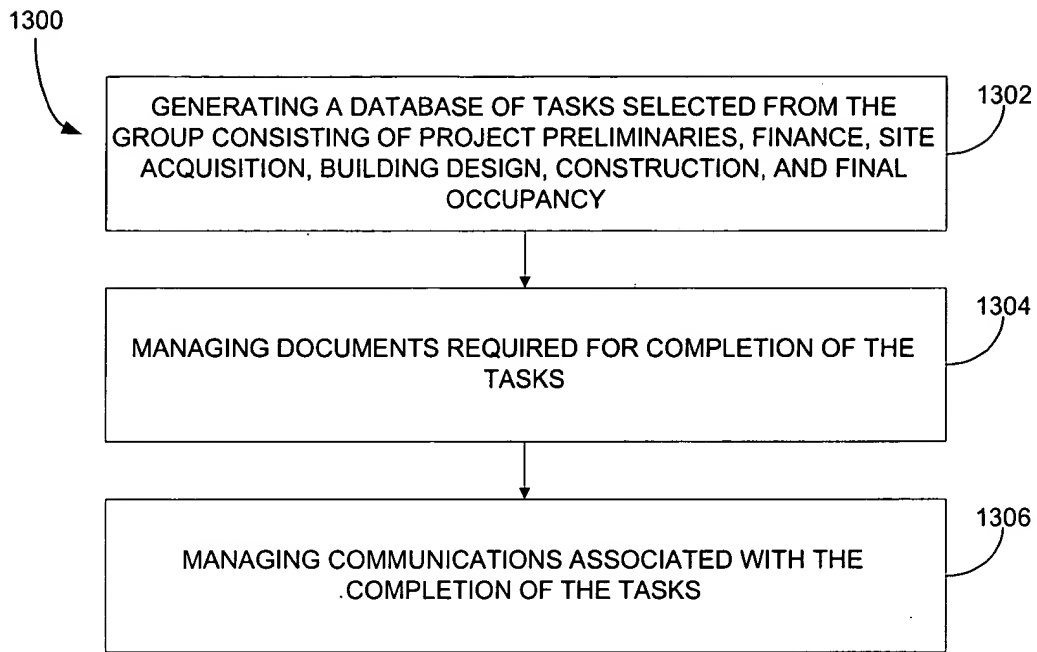 1300
1302
GENERATING A DATABASE OF TASKS SELECTED FROM THE
GROUP CONSISTING OF PROJECT PRELIMINARIES, FINANCE, SITE
ACQUISITION, BUILDING DESIGN, CONSTRUCTION, AND FINAL
OCCUPANCY
1304
MANAGING DOCUMENTS REQUIRED FOR COMPLETION OF THE
TASKS
1306
MANAGING COMMUNICATIONS ASSOCIATED WITH THE
COMPLETION OF THE TASKS